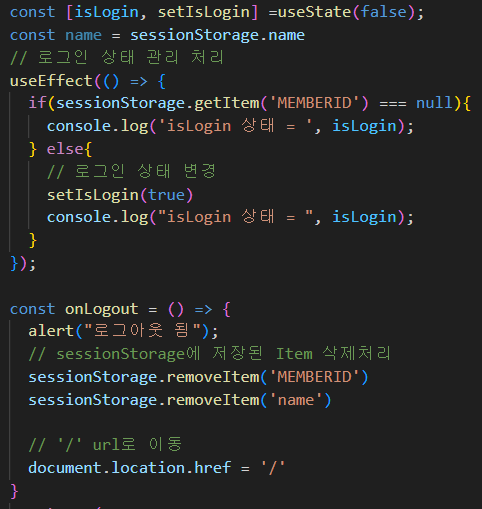 const [isLogin, setIsLogin] =useState(false);
const name = sessionStorage.name
// 로그인 상태 관리 처리
useEffect(() => {
  if(sessionStorage.getItem('MEMBERID') === null){
    console.log('isLogin 상태 = ', isLogin);
  } else{
    // 로그인 상태 변경
    setIsLogin(true)
    console.log("isLogin 상태 = ", isLogin);
  }
});

const onLogout = () => {
  alert("로그아웃 됨");
  // sessionStorage에 저장된 Item 삭제처리
  sessionStorage.removeItem('MEMBERID')
  sessionStorage.removeItem('name')

  // '/' url로 이동
  document.location.href = '/'
}